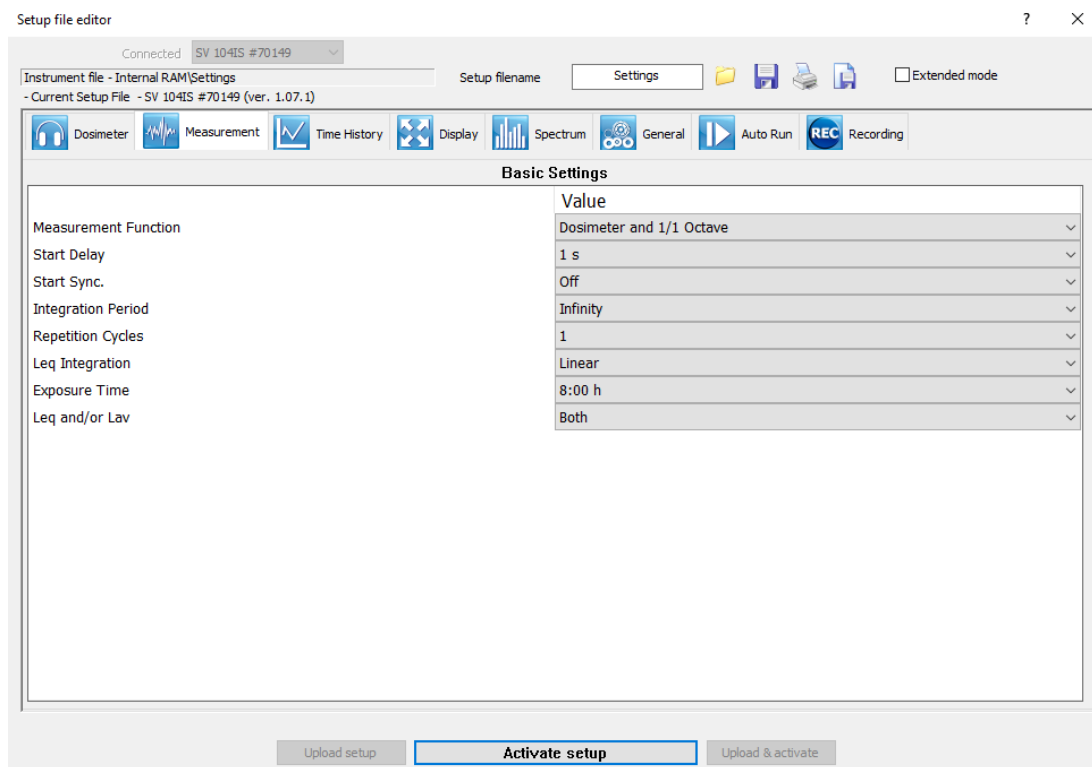 Setup file editor
?
Connected SV 104IS #70149
Instrument file - Internal RAM\Settings
- Current Setup File - SV 104IS #70149 (ver. 1.07.1)
Setup filename Settings Extended mode
Dosimeter Measurement Time History Display Spectrum General Auto Run REC Recording
Basic Settings
Value
Measurement Function Dosimeter and 1/1 Octave
Start Delay 1 s
Start Sync. Off
Integration Period Infinity
Repetition Cycles 1
Leq Integration Linear
Exposure Time 8:00 h
Leq and/or Lav Both
Upload setup Activate setup Upload & activate